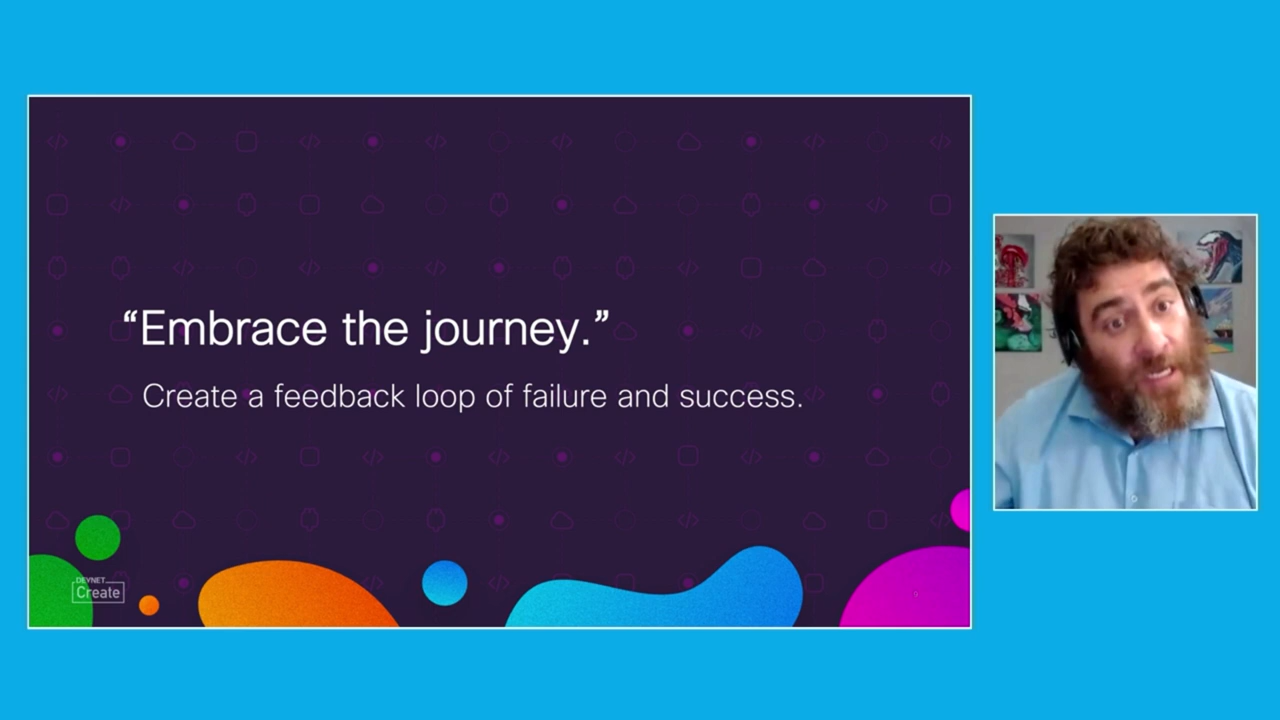 “Embrace the journey.”
Create a feedback loop of failure and success.
DEVNET
Create